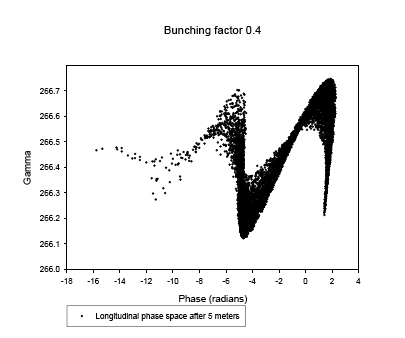 Bunching factor 0.4
266.7
266.6
266.5
266.4
266.3
266.2
266.1
266.0
Gamma
-18 -16 -14 -12 -10 -8 -6 -4 -2 0 2 4
Phase (radians)
Longitudinal phase space after 5 meters